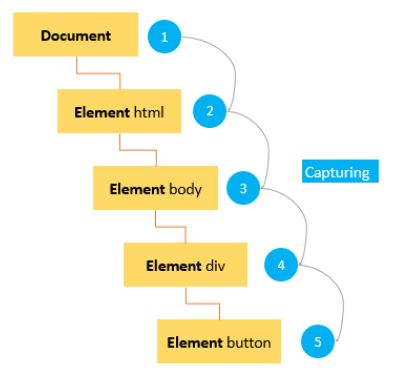 Document 1
Element html 2
Element body 3
Capturing
Element div 4
Element button 5